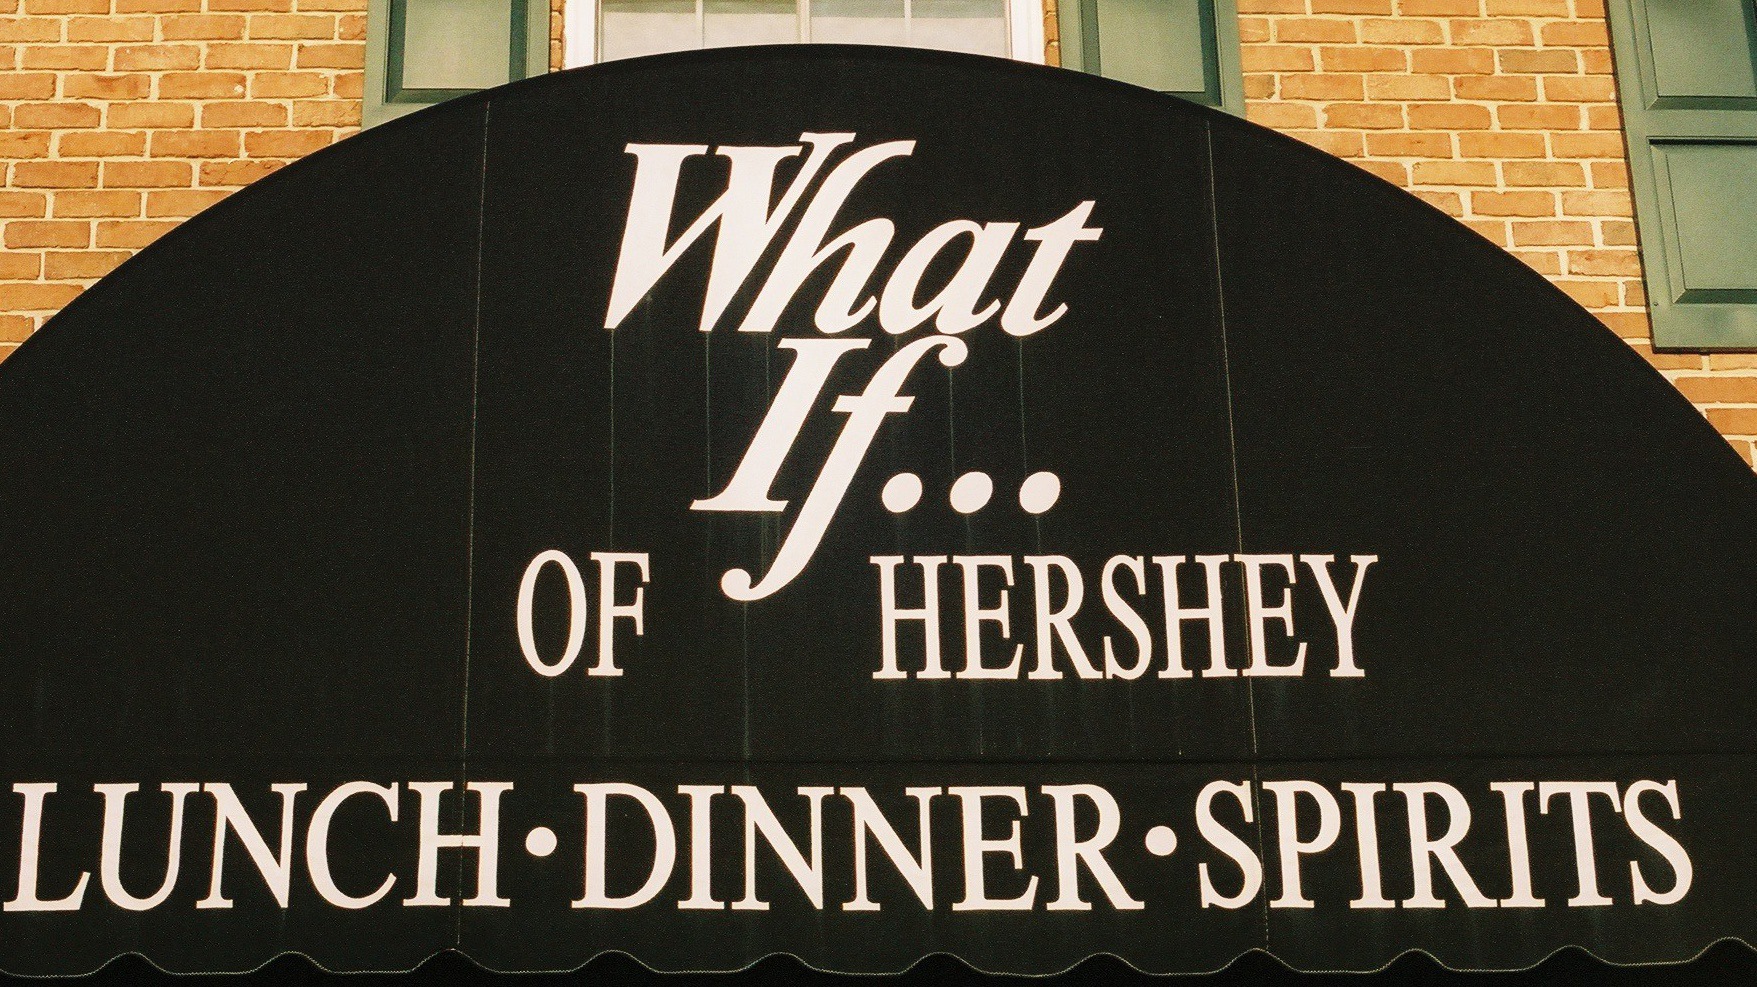 What
If...
OF HERSHEY
LUNCH•DINNER•SPIRITS